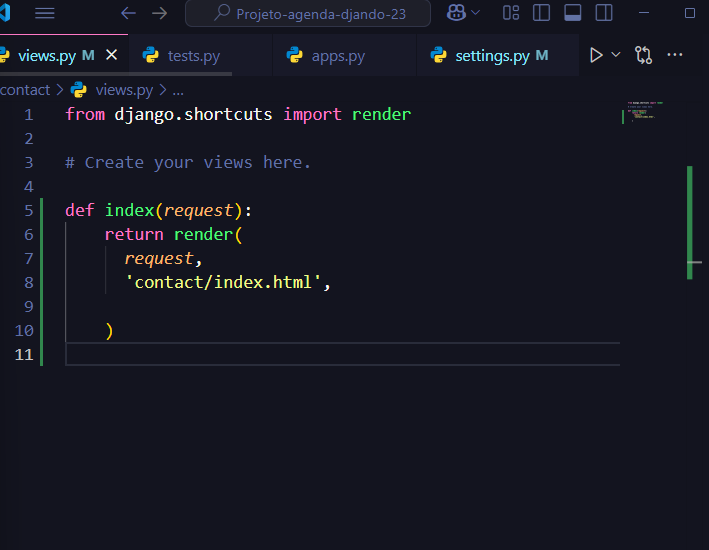 Projeto-agenda-djando-23
views.py M
tests.py
apps.py
settings.py M
contact > views.py > ...
1 from django.shortcuts import render
2
3 # Create your views here.
4
5 def index(request):
6 return render(
7 request,
8 'contact/index.html',
9
10 )
11